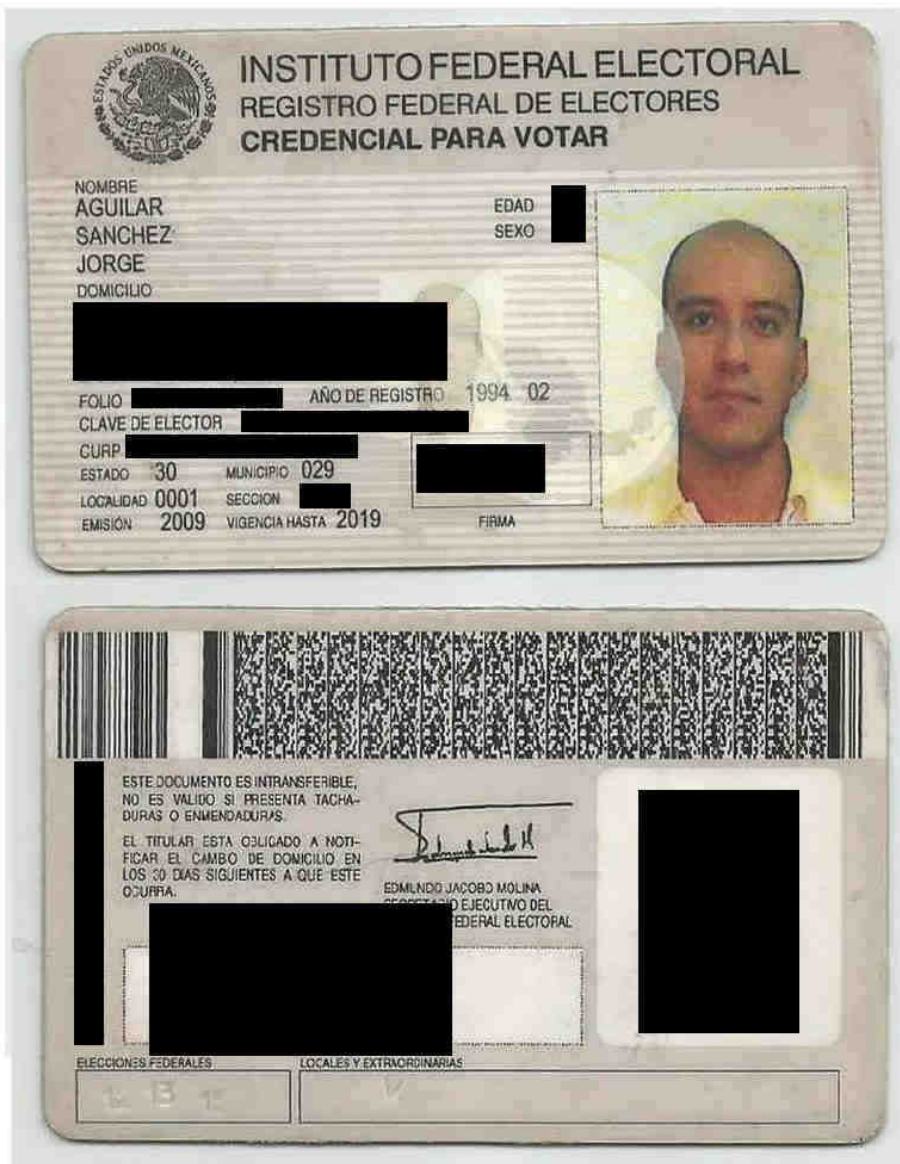 ESTADOS UNIDOS MEXICANOS
INSTITUTO FEDERAL ELECTORAL
REGISTRO FEDERAL DE ELECTORES
CREDENCIAL PARA VOTAR
NOMBRE
AGUILAR
SANCHEZ
JORGE
EDAD
SEXO
DOMICILIO
FOLIO AÑO DE REGISTRO 1994 02
CLAVE DE ELECTOR
CURP
ESTADO 30 MUNICIPIO 029
LOCALIDAD 0001 SECCION
EMISIÓN 2009 VIGENCIA HASTA 2019 FIRMA
ESTE DOCUMENTO ES INTRANSFERIBLE,
NO ES VALIDO SI PRESENTA TACHA-
DURAS O ENMENDADURAS.
EL TITULAR ESTA OBLIGADO A NOTI-
FICAR EL CAMBIO DE DOMICILIO EN
LOS 30 DIAS SIGUIENTES A QUE ESTE
OCURRA.
EDMUNDO JACOBO MOLINA
SECRETARIO EJECUTIVO DEL
FEDERAL ELECTORAL
ELECCIONES FEDERALES LOCALES Y EXTRAORDINARIAS